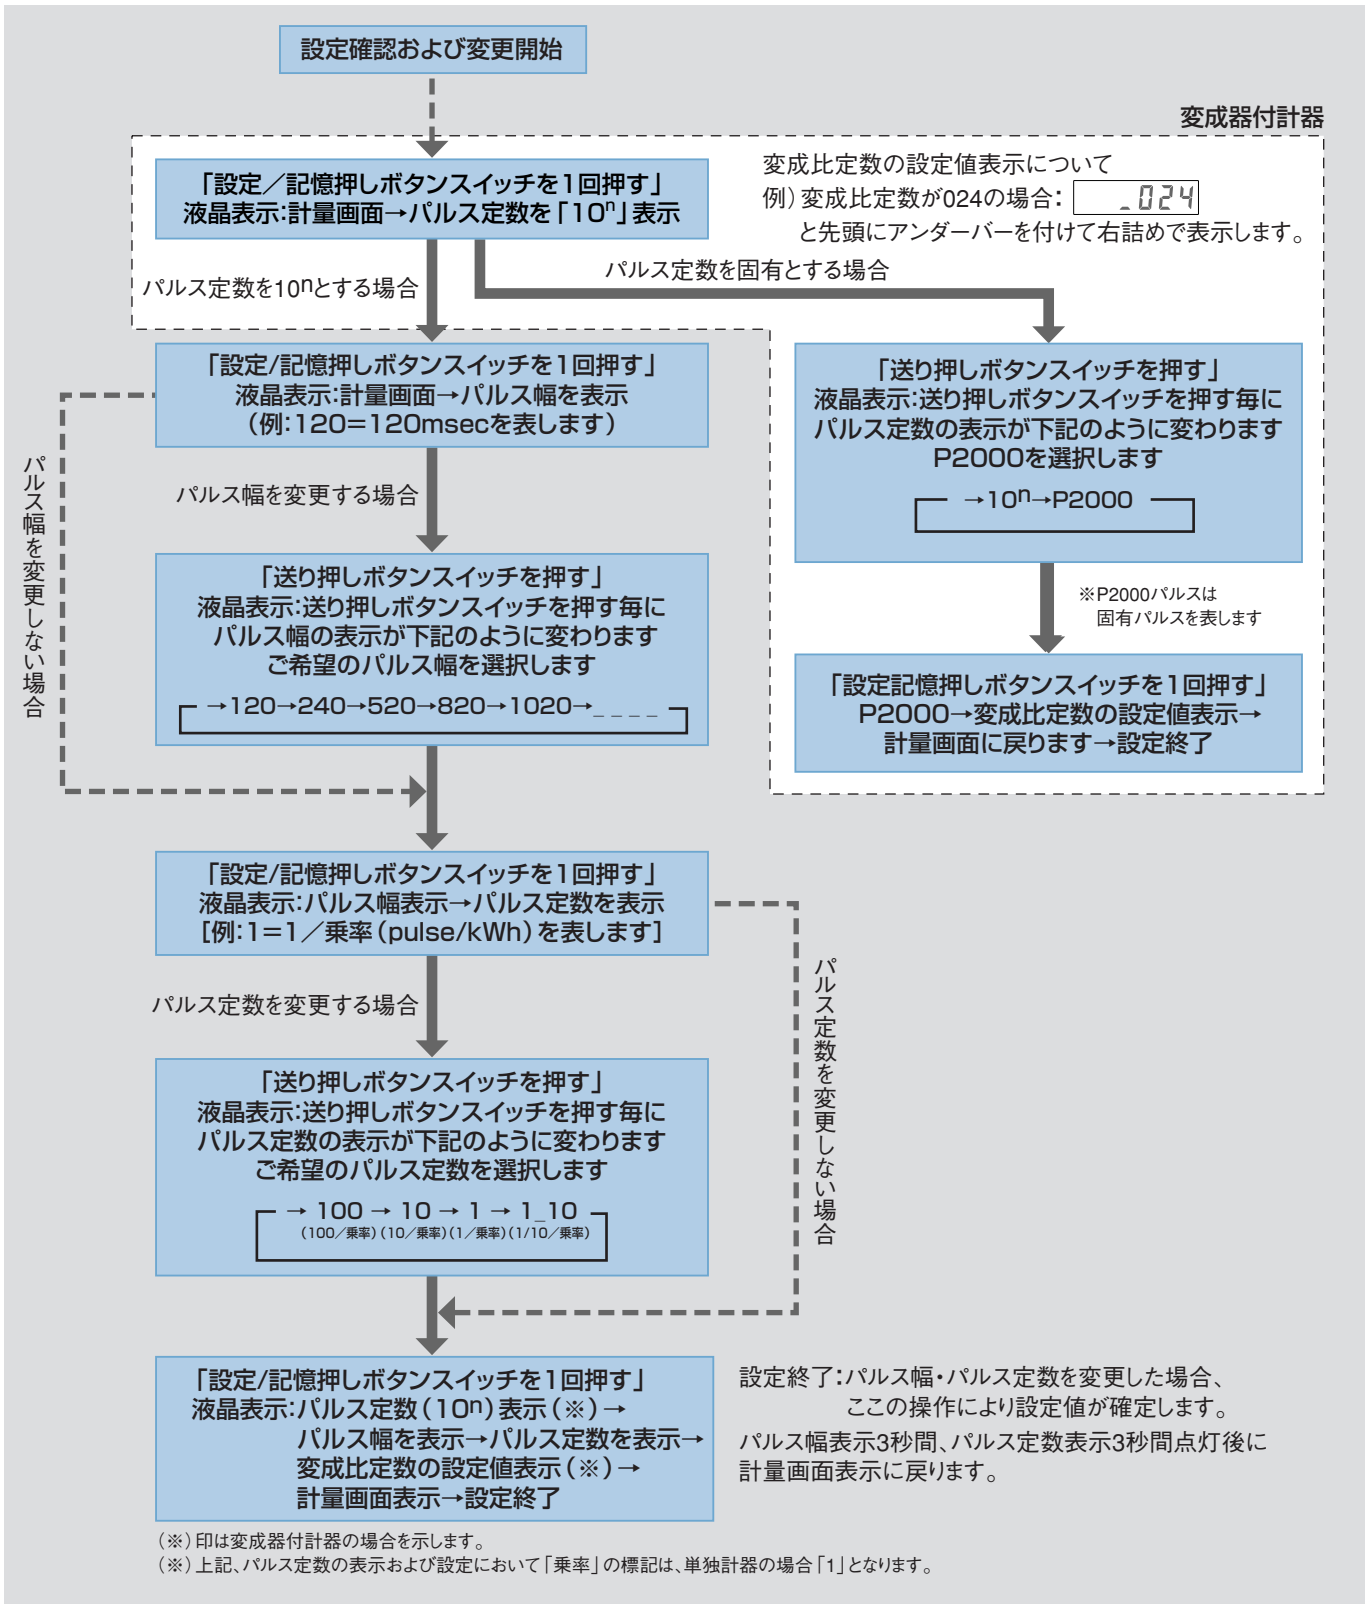 設定確認および変更開始
変成器付計器
「設定／記憶押しボタンスイッチを1回押す」
液晶表示:計量画面→パルス定数を「10ⁿ」表示
変成比定数の設定値表示について
例）変成比定数が024の場合： _024
と先頭にアンダーバーを付けて右詰めで表示します。
パルス定数を10ⁿとする場合
パルス定数を固有とする場合
「設定/記憶押しボタンスイッチを1回押す」
液晶表示:計量画面→パルス幅を表示
（例:120＝120msecを表します）
「送り押しボタンスイッチを押す」
液晶表示:送り押しボタンスイッチを押す毎に
パルス定数の表示が下記のように変わります
P2000を選択します
→10ⁿ→P2000
パルス幅を変更する場合
パルス幅を変更しない場合
「送り押しボタンスイッチを押す」
液晶表示:送り押しボタンスイッチを押す毎に
パルス幅の表示が下記のように変わります
ご希望のパルス幅を選択します
→120→240→520→820→1020→_ _ _ _
※P2000パルスは
固有パルスを表します
「設定記憶押しボタンスイッチを1回押す」
P2000→変成比定数の設定値表示→
計量画面に戻ります→設定終了
「設定/記憶押しボタンスイッチを1回押す」
液晶表示:パルス幅表示→パルス定数を表示
［例:1＝1／乗率（pulse/kWh）を表します］
パルス定数を変更する場合
パルス定数を変更しない場合
「送り押しボタンスイッチを押す」
液晶表示:送り押しボタンスイッチを押す毎に
パルス定数の表示が下記のように変わります
ご希望のパルス定数を選択します
→ 100 → 10 → 1 → 1_10
（100／乗率）（10／乗率）（1／乗率）（1/10／乗率）
「設定/記憶押しボタンスイッチを1回押す」
液晶表示:パルス定数（10ⁿ）表示（※）→
パルス幅を表示→パルス定数を表示→
変成比定数の設定値表示（※）→
計量画面表示→設定終了
設定終了：パルス幅・パルス定数を変更した場合、
ここの操作により設定値が確定します。
パルス幅表示3秒間、パルス定数表示3秒間点灯後に
計量画面表示に戻ります。
（※）印は変成器付計器の場合を示します。
（※）上記、パルス定数の表示および設定において「乗率」の標記は、単独計器の場合「1」となります。